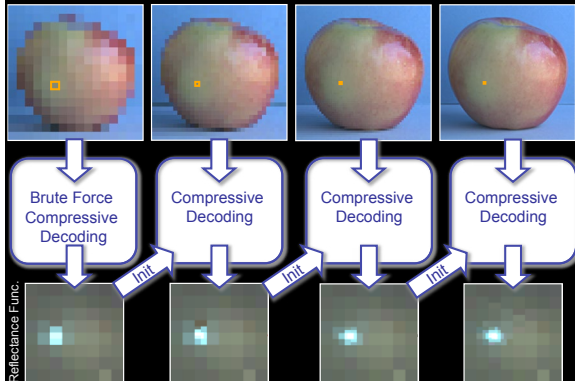 Brute Force
Compressive
Decoding
Compressive
Decoding
Compressive
Decoding
Compressive
Decoding
Init
Init
Init
Reflectance Func.